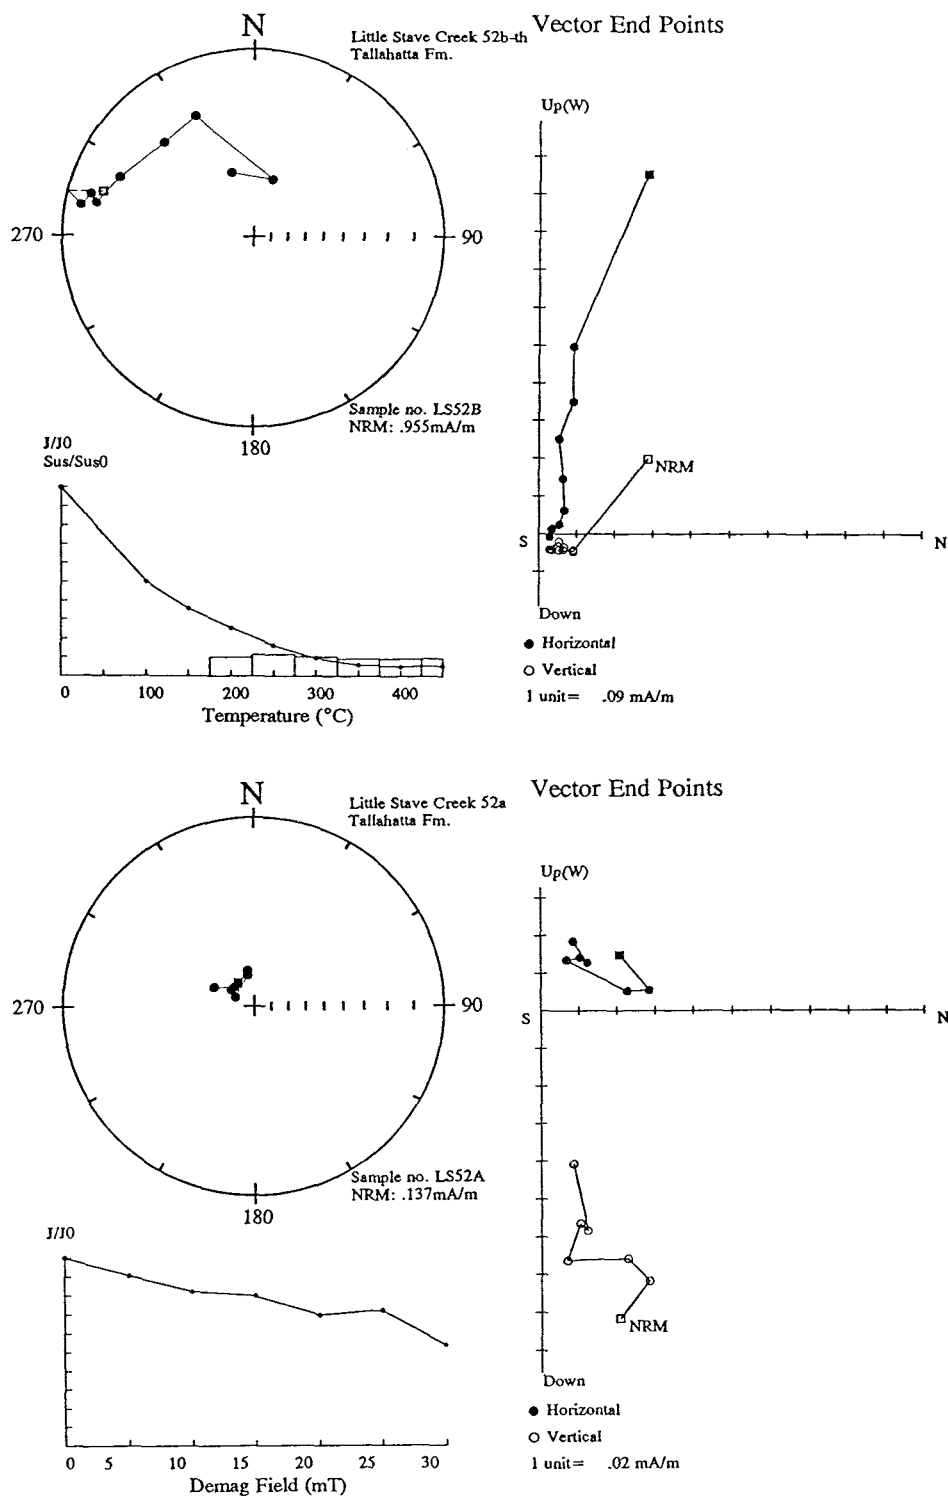 N
Little Stave Creek 52b-th
Tallahatta Fm.
Vector End Points
270
90
180
Sample no. LS52B
NRM: .955mA/m
Up(W)
NRM
S
N
Down
● Horizontal
○ Vertical
1 unit= .09 mA/m
J/J0
Sus/Sus0
0 100 200 300 400
Temperature (°C)
N
Little Stave Creek 52a
Tallahatta Fm.
Vector End Points
270
90
180
Sample no. LS52A
NRM: .137mA/m
Up(W)
S
N
NRM
Down
● Horizontal
○ Vertical
1 unit= .02 mA/m
J/J0
0 5 10 15 20 25 30
Demag Field (mT)